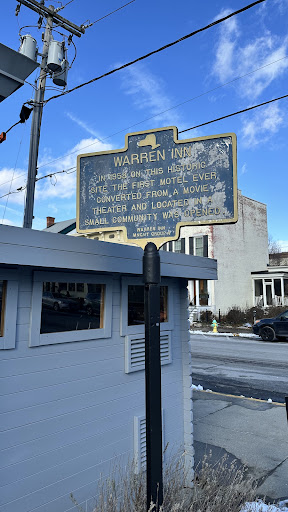 WARREN INN
IN 1958, ON THIS HISTORIC
SITE, THE FIRST MOTEL EVER
CONVERTED FROM A MOVIE
THEATER AND LOCATED IN A
SMALL COMMUNITY WAS OPENED.
WARREN INN